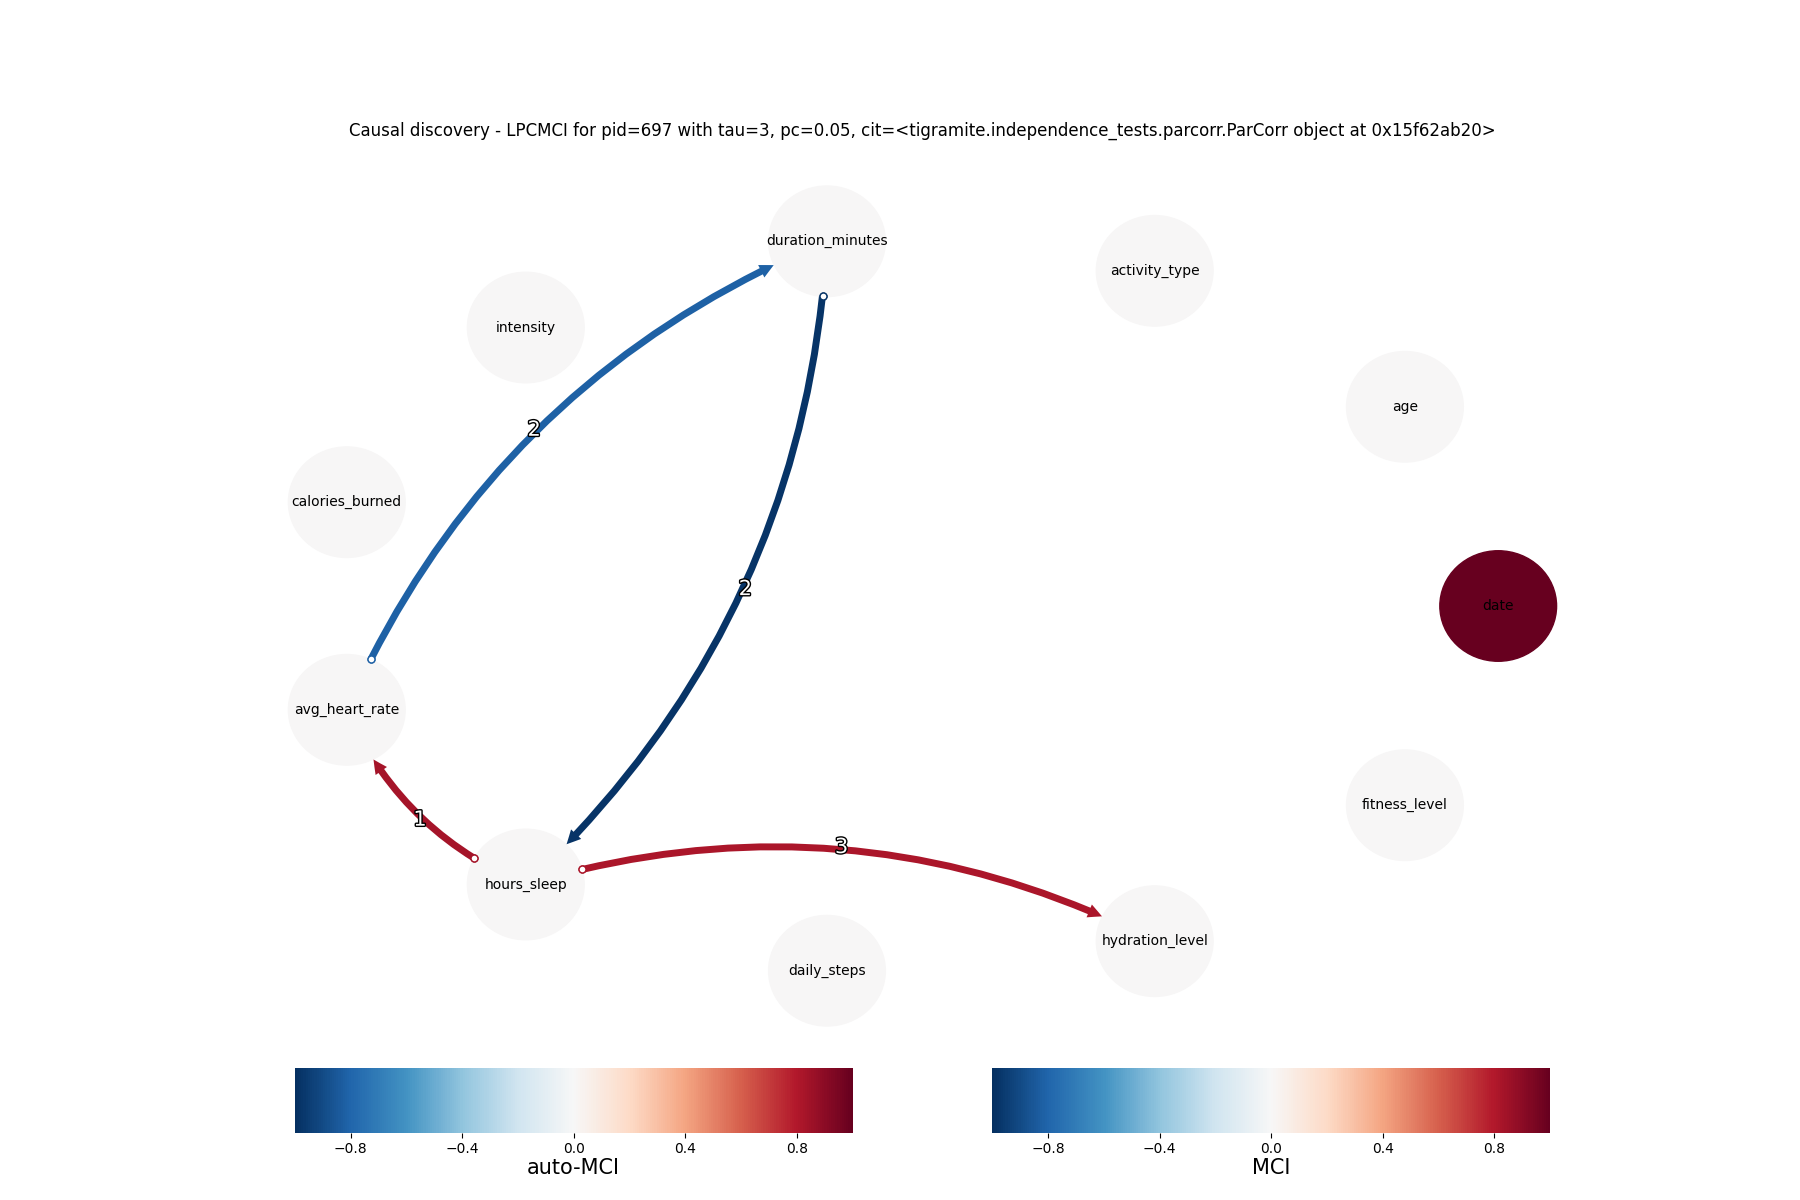 Causal discovery - LPCMCI for pid=697 with tau=3, pc=0.05, cit=<tigramite.independence_tests.parcorr.ParCorr object at 0x15f62ab20>
duration_minutes
activity_type
intensity
age
2
calories_burned
2
date
avg_heart_rate
fitness_level
1
3
hours_sleep
hydration_level
daily_steps
−0.8 −0.4 0.0 0.4 0.8
auto-MCI
−0.8 −0.4 0.0 0.4 0.8
MCI